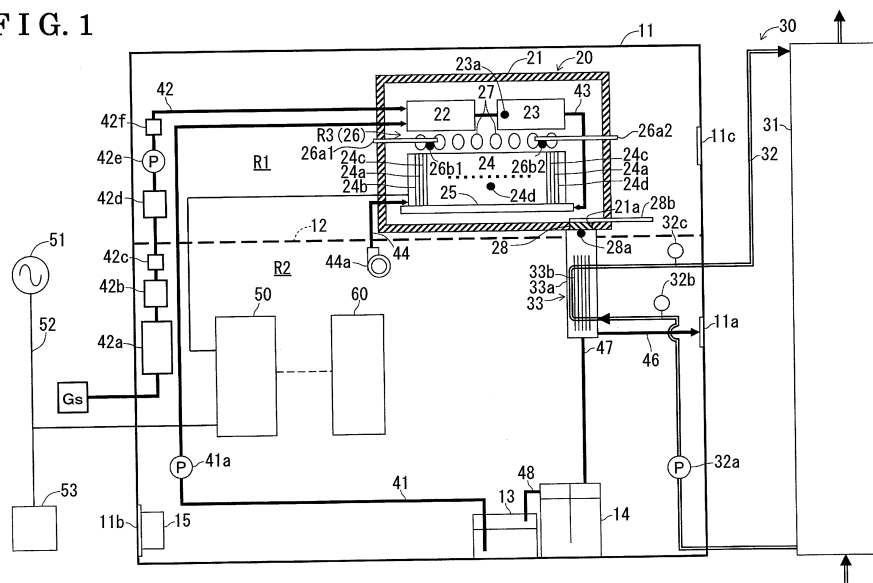 FIG. 1
11
30
21
20
23a
42
27
43
42f
22
23
R3 (26)
26a1
26a2
11c
31
32
P
42e
R1
24c
26b1
24
26b2
24c
24a
24a
24b
24d
24d
42d
25
21a
28b
51
12
28
28a
32c
42c
44
R2
44a
33b
33a
33
32b
42b
50
60
11a
52
42a
47
46
Gs
P
41a
P
32a
48
41
13
53
11b
15
14